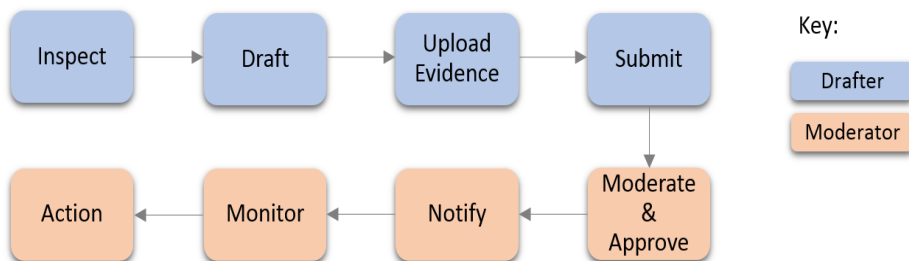 Inspect
Draft
Upload
Evidence
Submit
Key:
Drafter
Moderator
Action
Monitor
Notify
Moderate
&
Approve